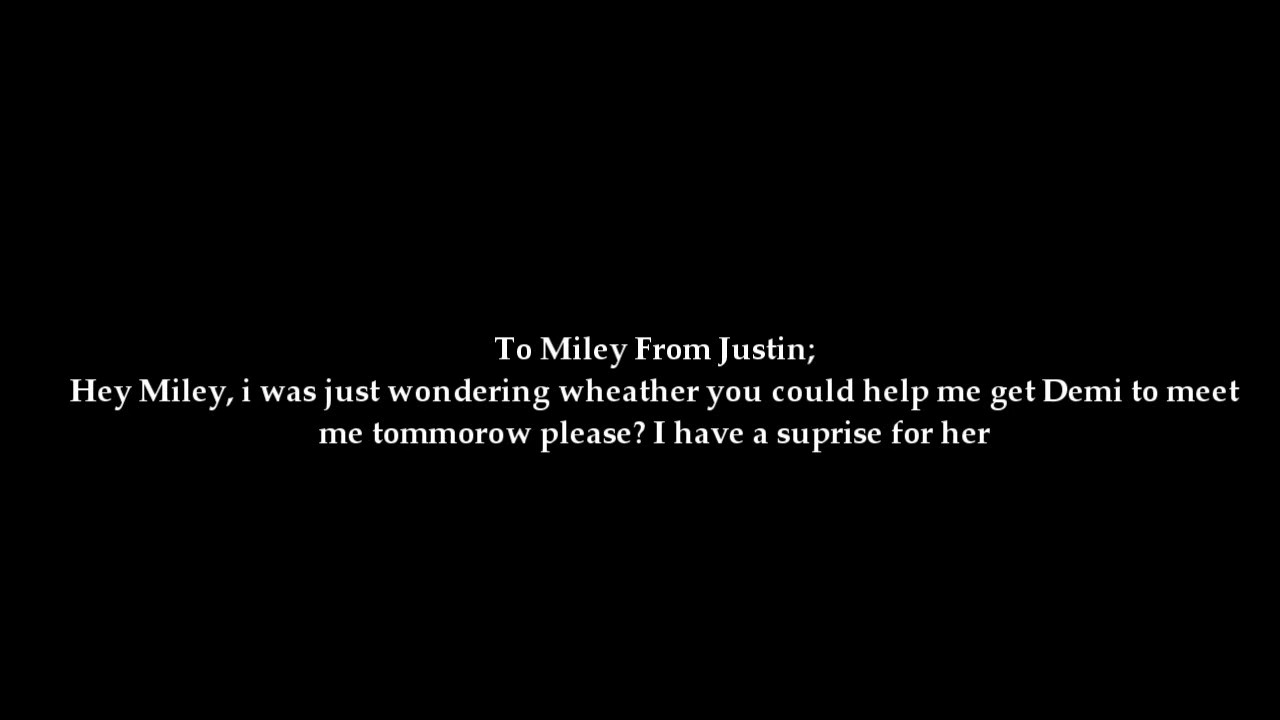 To Miley From Justin;
Hey Miley, i was just wondering wheather you could help me get Demi to meet
me tommorow please? I have a suprise for her